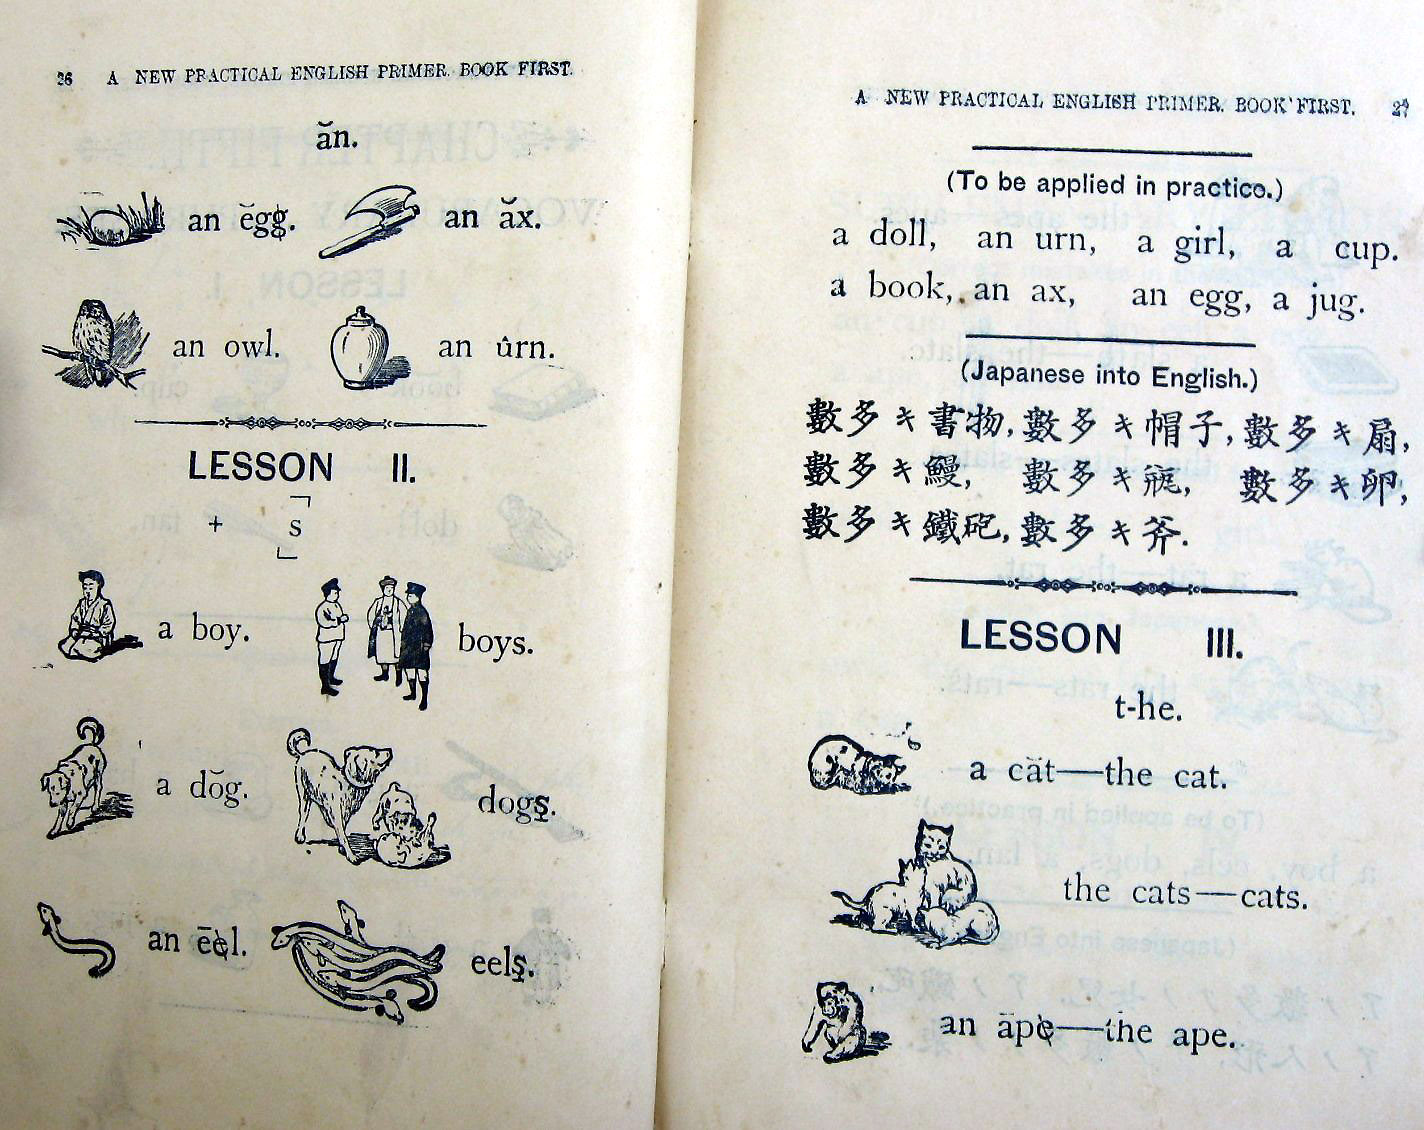 26 A NEW PRACTICAL ENGLISH PRIMER. BOOK FIRST.
ăn.
an ĕgg. an ăx.
an owl. an ûrn.
LESSON II.
+ s
a boy. boys.
a dŏg. dogs.
an ēel. eels.
A NEW PRACTICAL ENGLISH PRIMER. BOOK FIRST. 27
(To be applied in practice.)
a doll, an urn, a girl, a cup.
a book, an ax, an egg, a jug.
(Japanese into English.)
數多キ書物, 數多キ帽子, 數多キ扇,
數多キ鰻, 數多キ瓶, 數多キ卵,
數多キ鐵砲, 數多キ斧.
LESSON III.
t-he.
a căt—the cat.
the cats—cats.
an āpe—the ape.